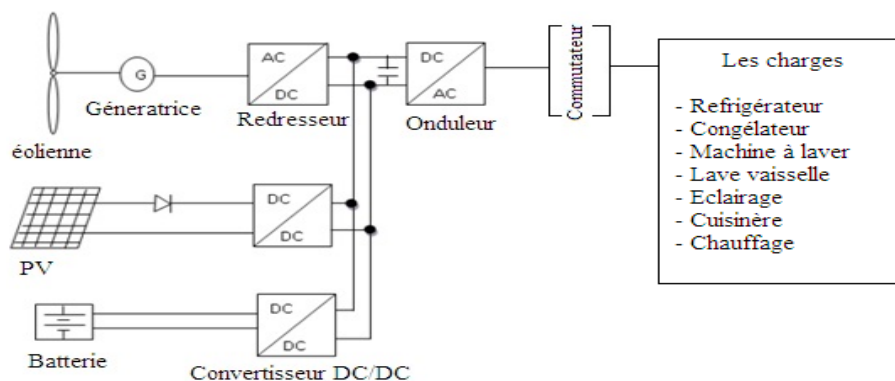 AC
DC
DC
AC
G
Géneratrice
Redresseur
Onduleur
éolienne
Commutateur
Les charges
- Refrigérateur
- Congélateur
- Machine à laver
- Lave vaisselle
- Eclairage
- Cuisinère
- Chauffage
DC
DC
PV
DC
DC
Batterie
Convertisseur DC/DC